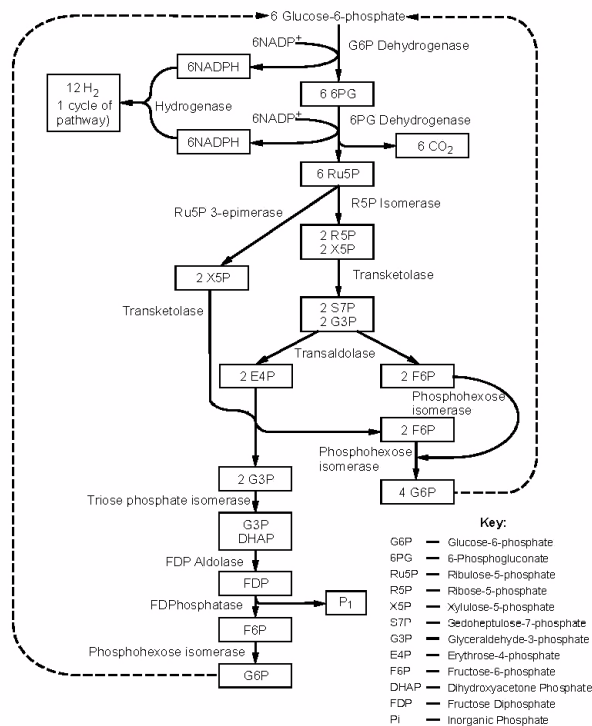 6 Glucose-6-phosphate
6NADP+
G6P Dehydrogenase
6NADPH
12 H2
1 cycle of
pathway)
Hydrogenase
6 6PG
6NADP+
6PG Dehydrogenase
6NADPH
6 CO2
6 Ru5P
Ru5P 3-epimerase
R5P Isomerase
2 R5P
2 X5P
2 X5P
Transketolase
Transketolase
2 S7P
2 G3P
Transaldolase
2 E4P
2 F6P
Phosphohexose
isomerase
2 F6P
Phosphohexose
isomerase
2 G3P
4 G6P
Triose phosphate isomerase
G3P
DHAP
FDP Aldolase
FDP
FDPhosphatase
P1
F6P
Phosphohexose isomerase
G6P
Key:
G6P — Glucose-6-phosphate
6PG — 6-Phosphogluconate
Ru5P — Ribulose-5-phosphate
R5P — Ribose-5-phosphate
X5P — Xylulose-5-phosphate
S7P — Sedoheptulose-7-phosphate
G3P — Glyceraldehyde-3-phosphate
E4P — Erythrose-4-phosphate
F6P — Fructose-6-phosphate
DHAP — Dihydroxyacetone Phosphate
FDP — Fructose Diphosphate
Pi — Inorganic Phosphate